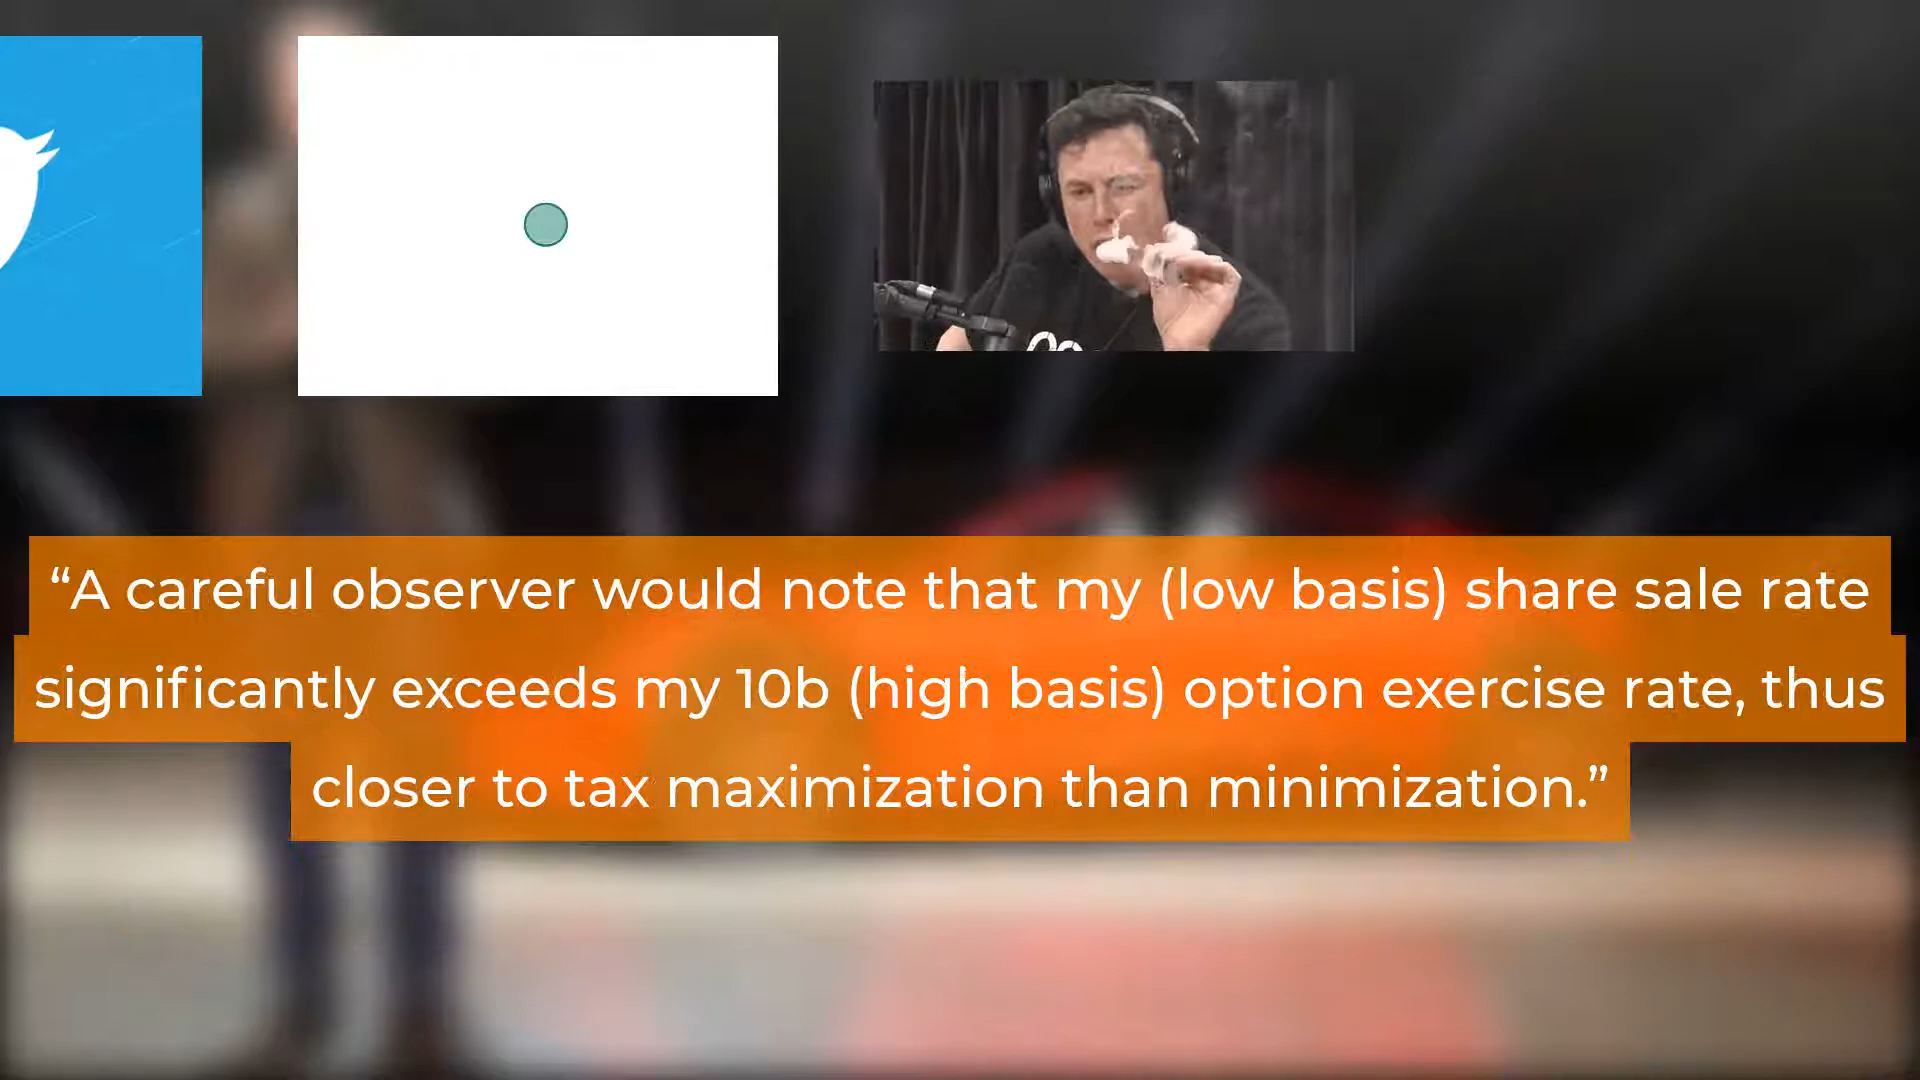 “A careful observer would note that my (low basis) share sale rate
significantly exceeds my 10b (high basis) option exercise rate, thus
closer to tax maximization than minimization.”